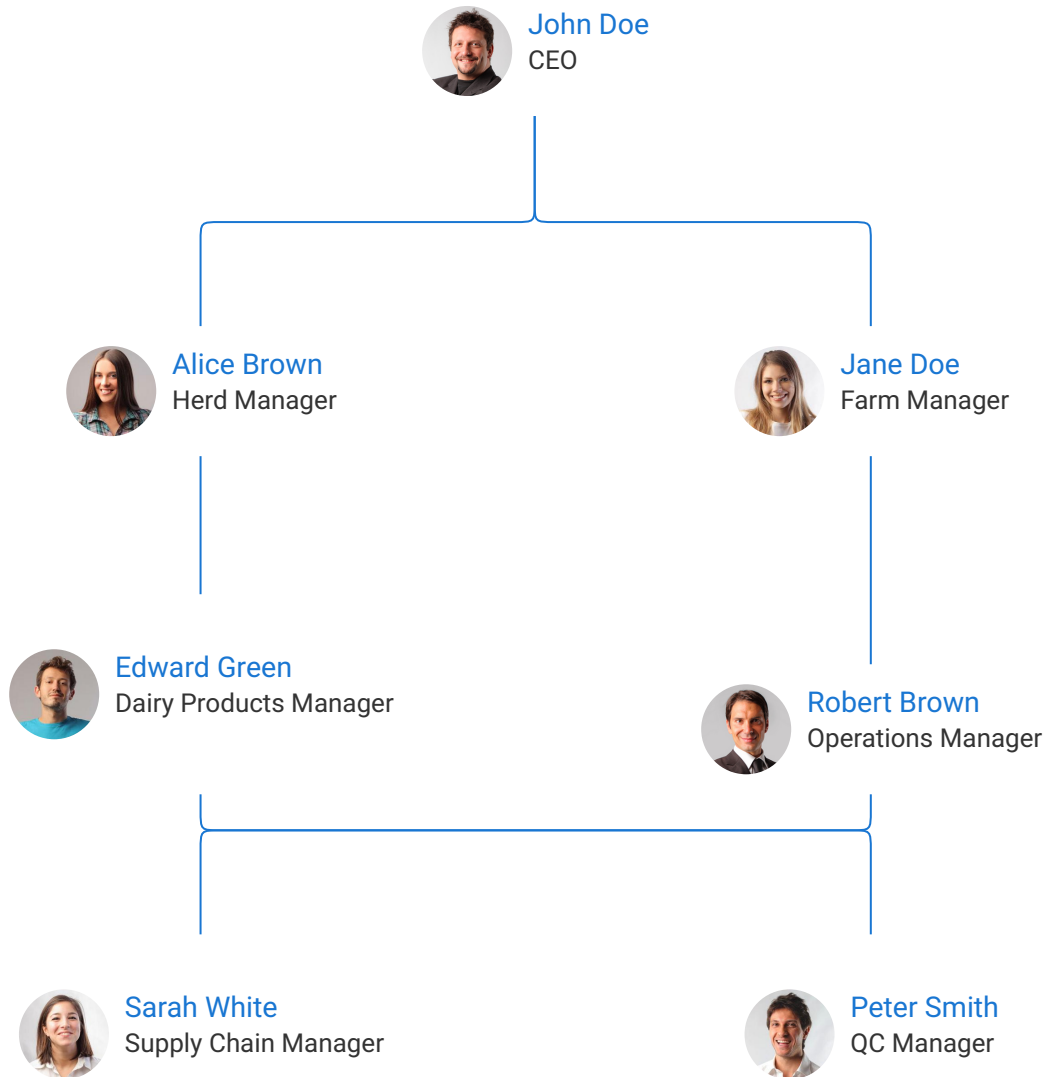 John Doe
CEO
Alice Brown
Herd Manager
Jane Doe
Farm Manager
Edward Green
Dairy Products Manager
Robert Brown
Operations Manager
Sarah White
Supply Chain Manager
Peter Smith
QC Manager